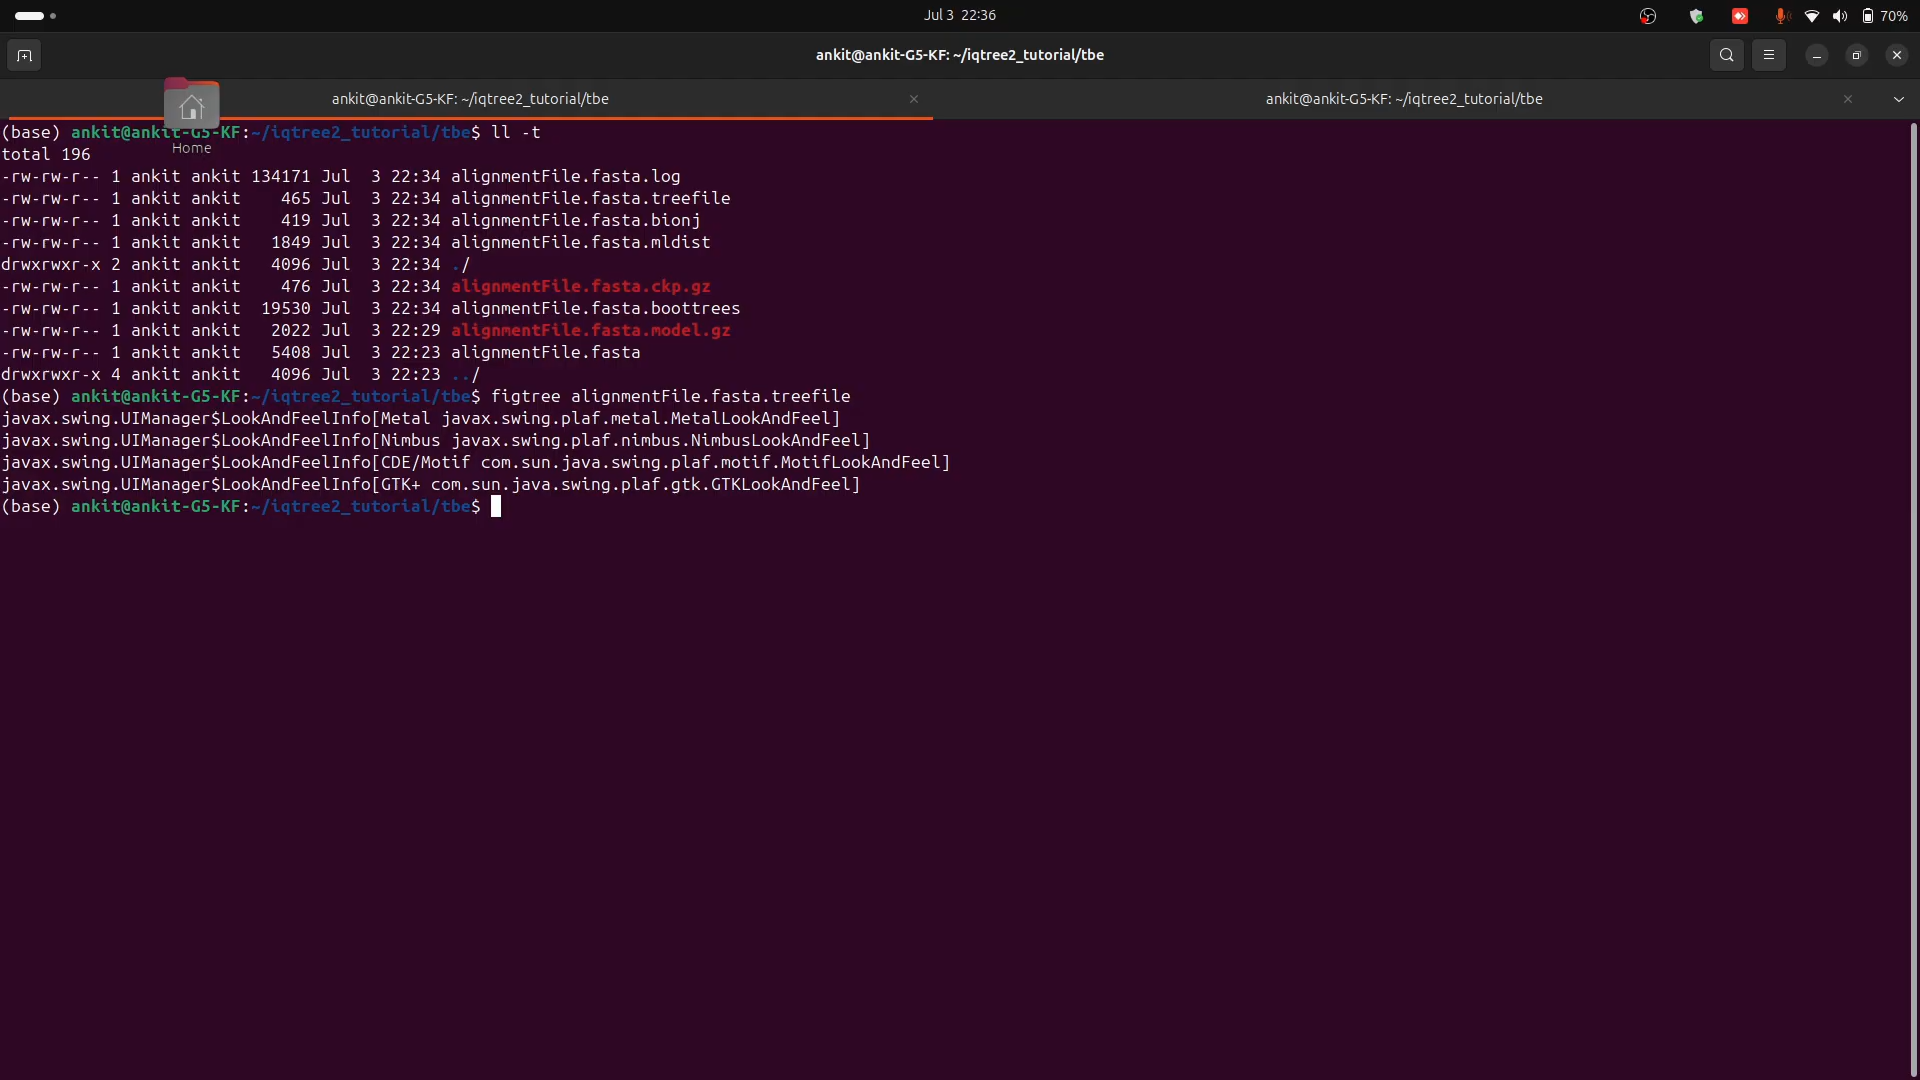 Jul 3 22:36
70%
ankit@ankit-G5-KF: ~/iqtree2_tutorial/tbe
ankit@ankit-G5-KF: ~/iqtree2_tutorial/tbe
ankit@ankit-G5-KF: ~/iqtree2_tutorial/tbe
Home
(base) ankit@ankit-G5-KF:~/iqtree2_tutorial/tbe$ ll -t
total 196
-rw-rw-r-- 1 ankit ankit 134171 Jul  3 22:34 alignmentFile.fasta.log
-rw-rw-r-- 1 ankit ankit    465 Jul  3 22:34 alignmentFile.fasta.treefile
-rw-rw-r-- 1 ankit ankit    419 Jul  3 22:34 alignmentFile.fasta.bionj
-rw-rw-r-- 1 ankit ankit   1849 Jul  3 22:34 alignmentFile.fasta.mldist
drwxrwxr-x 2 ankit ankit   4096 Jul  3 22:34 ./
-rw-rw-r-- 1 ankit ankit    476 Jul  3 22:34 alignmentFile.fasta.ckp.gz
-rw-rw-r-- 1 ankit ankit  19530 Jul  3 22:34 alignmentFile.fasta.boottrees
-rw-rw-r-- 1 ankit ankit   2022 Jul  3 22:29 alignmentFile.fasta.model.gz
-rw-rw-r-- 1 ankit ankit   5408 Jul  3 22:23 alignmentFile.fasta
drwxrwxr-x 4 ankit ankit   4096 Jul  3 22:23 ../
(base) ankit@ankit-G5-KF:~/iqtree2_tutorial/tbe$ figtree alignmentFile.fasta.treefile
javax.swing.UIManager$LookAndFeelInfo[Metal javax.swing.plaf.metal.MetalLookAndFeel]
javax.swing.UIManager$LookAndFeelInfo[Nimbus javax.swing.plaf.nimbus.NimbusLookAndFeel]
javax.swing.UIManager$LookAndFeelInfo[CDE/Motif com.sun.java.swing.plaf.motif.MotifLookAndFeel]
javax.swing.UIManager$LookAndFeelInfo[GTK+ com.sun.java.swing.plaf.gtk.GTKLookAndFeel]
(base) ankit@ankit-G5-KF:~/iqtree2_tutorial/tbe$